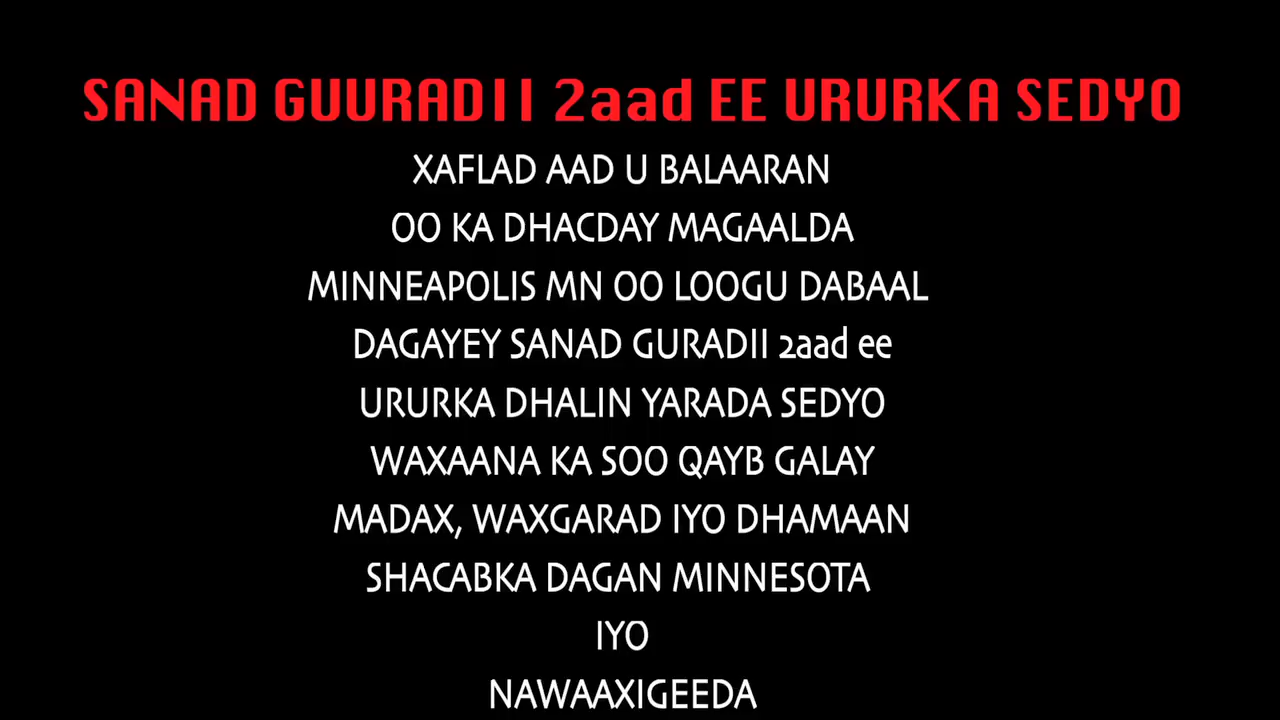 SANAD GUURADII 2aad EE URURKA SEDYO
XAFLAD AAD U BALAARAN
OO KA DHACDAY MAGAALDA
MINNEAPOLIS MN OO LOOGU DABAAL
DAGAYEY SANAD GURADII 2aad ee
URURKA DHALIN YARADA SEDYO
WAXAANA KA SOO QAYB GALAY
MADAX, WAXGARAD IYO DHAMAAN
SHACABKA DAGAN MINNESOTA
IYO
NAWAAXIGEEDA